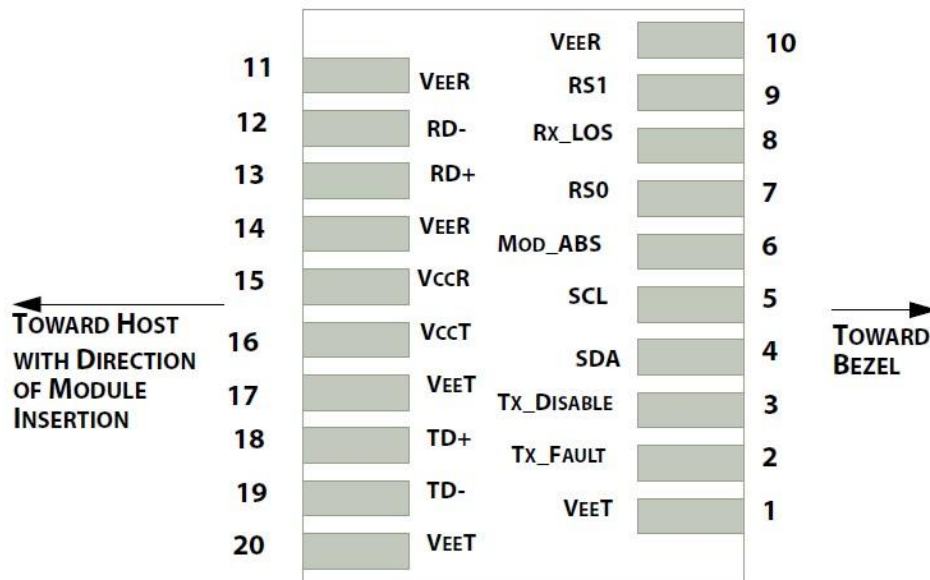 VEER 10
11 VEER RS1 9
12 RD- RX_LOS 8
13 RD+ RS0 7
14 VEER MOD_ABS 6
15 VCCR SCL 5
TOWARD HOST
WITH DIRECTION
OF MODULE
INSERTION
16 VCCT SDA 4
TOWARD
BEZEL
17 VEET TX_DISABLE 3
18 TD+ TX_FAULT 2
19 TD- VEET 1
20 VEET